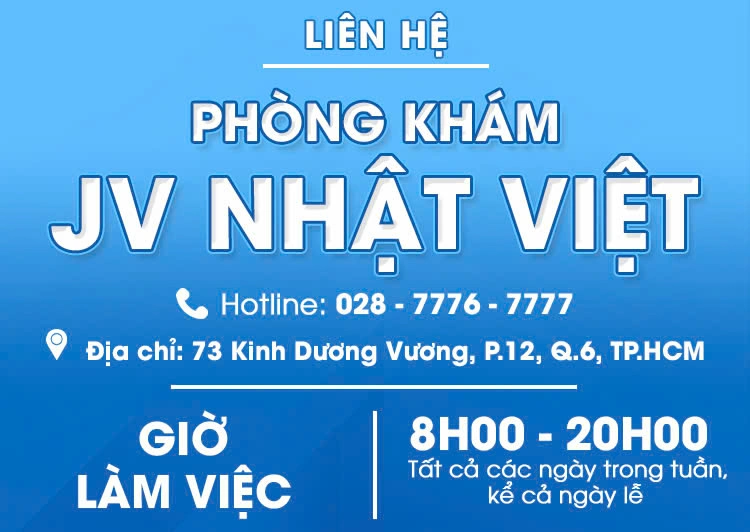 LIÊN HỆ
PHÒNG KHÁM
JV NHẬT VIỆT
Hotline: 028 - 7776 - 7777
Địa chỉ: 73 Kinh Dương Vương, P.12, Q.6, TP.HCM
GIỜ
LÀM VIỆC
8H00 - 20H00
Tất cả các ngày trong tuần,
kể cả ngày lễ